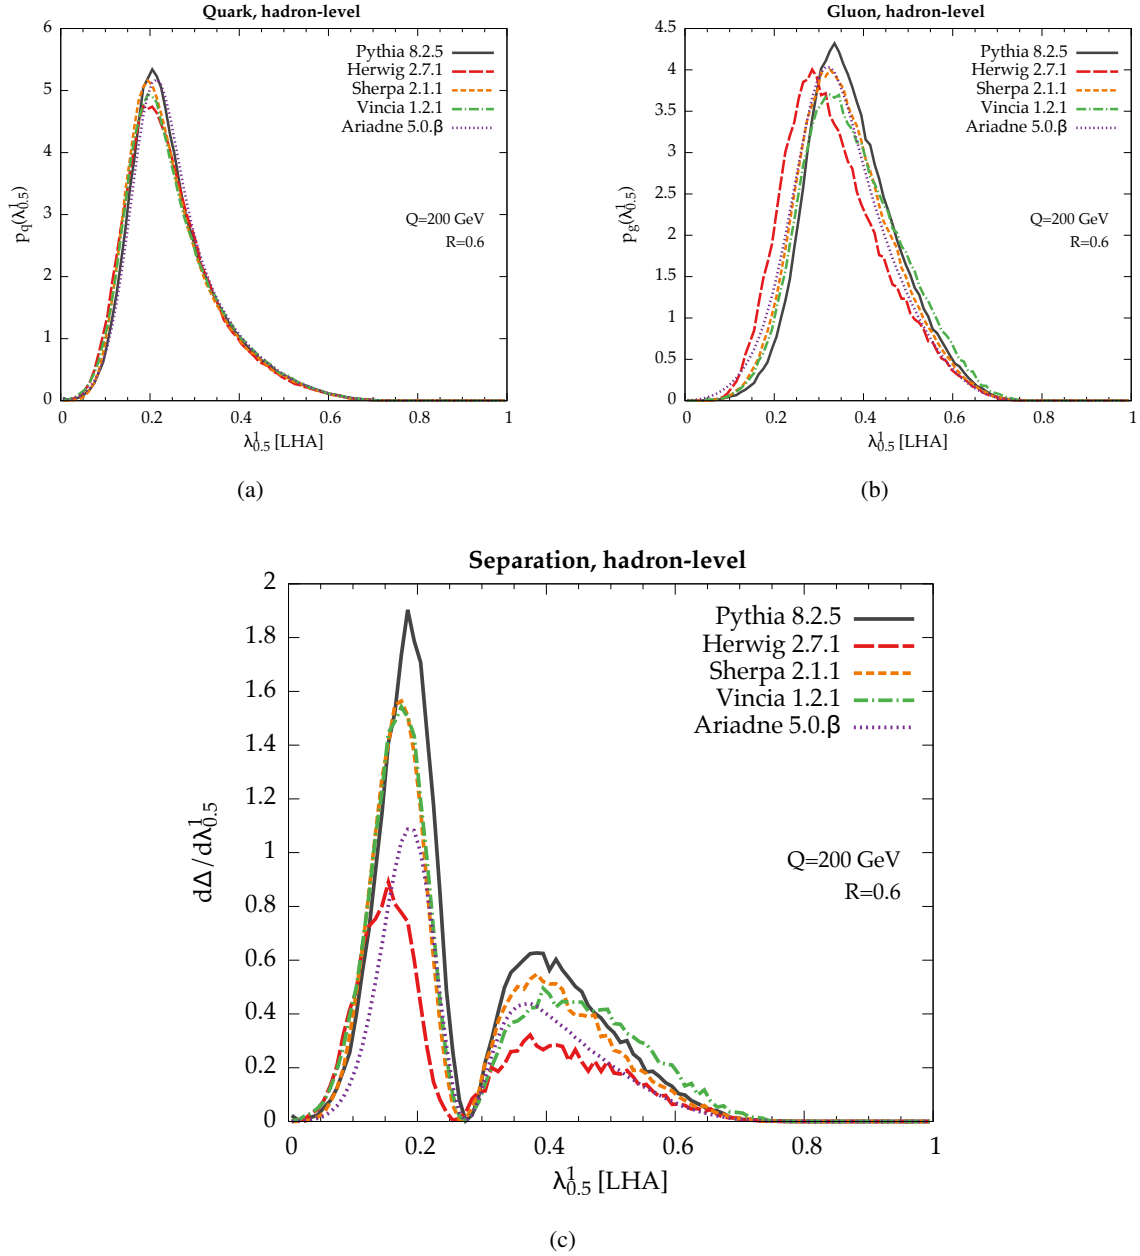 Quark, hadron-level
6
5
4
3
2
1
0
0 0.2 0.4 0.6 0.8 1
p_q(λ^1_0.5)
λ^1_0.5 [LHA]
Pythia 8.2.5
Herwig 2.7.1
Sherpa 2.1.1
Vincia 1.2.1
Ariadne 5.0.β
Q=200 GeV
R=0.6
(a)
Gluon, hadron-level
4.5
4
3.5
3
2.5
2
1.5
1
0.5
0
0 0.2 0.4 0.6 0.8 1
p_g(λ^1_0.5)
λ^1_0.5 [LHA]
Pythia 8.2.5
Herwig 2.7.1
Sherpa 2.1.1
Vincia 1.2.1
Ariadne 5.0.β
Q=200 GeV
R=0.6
(b)
Separation, hadron-level
2
1.8
1.6
1.4
1.2
1
0.8
0.6
0.4
0.2
0
0 0.2 0.4 0.6 0.8 1
dΔ/dλ^1_0.5
λ^1_0.5 [LHA]
Pythia 8.2.5
Herwig 2.7.1
Sherpa 2.1.1
Vincia 1.2.1
Ariadne 5.0.β
Q=200 GeV
R=0.6
(c)